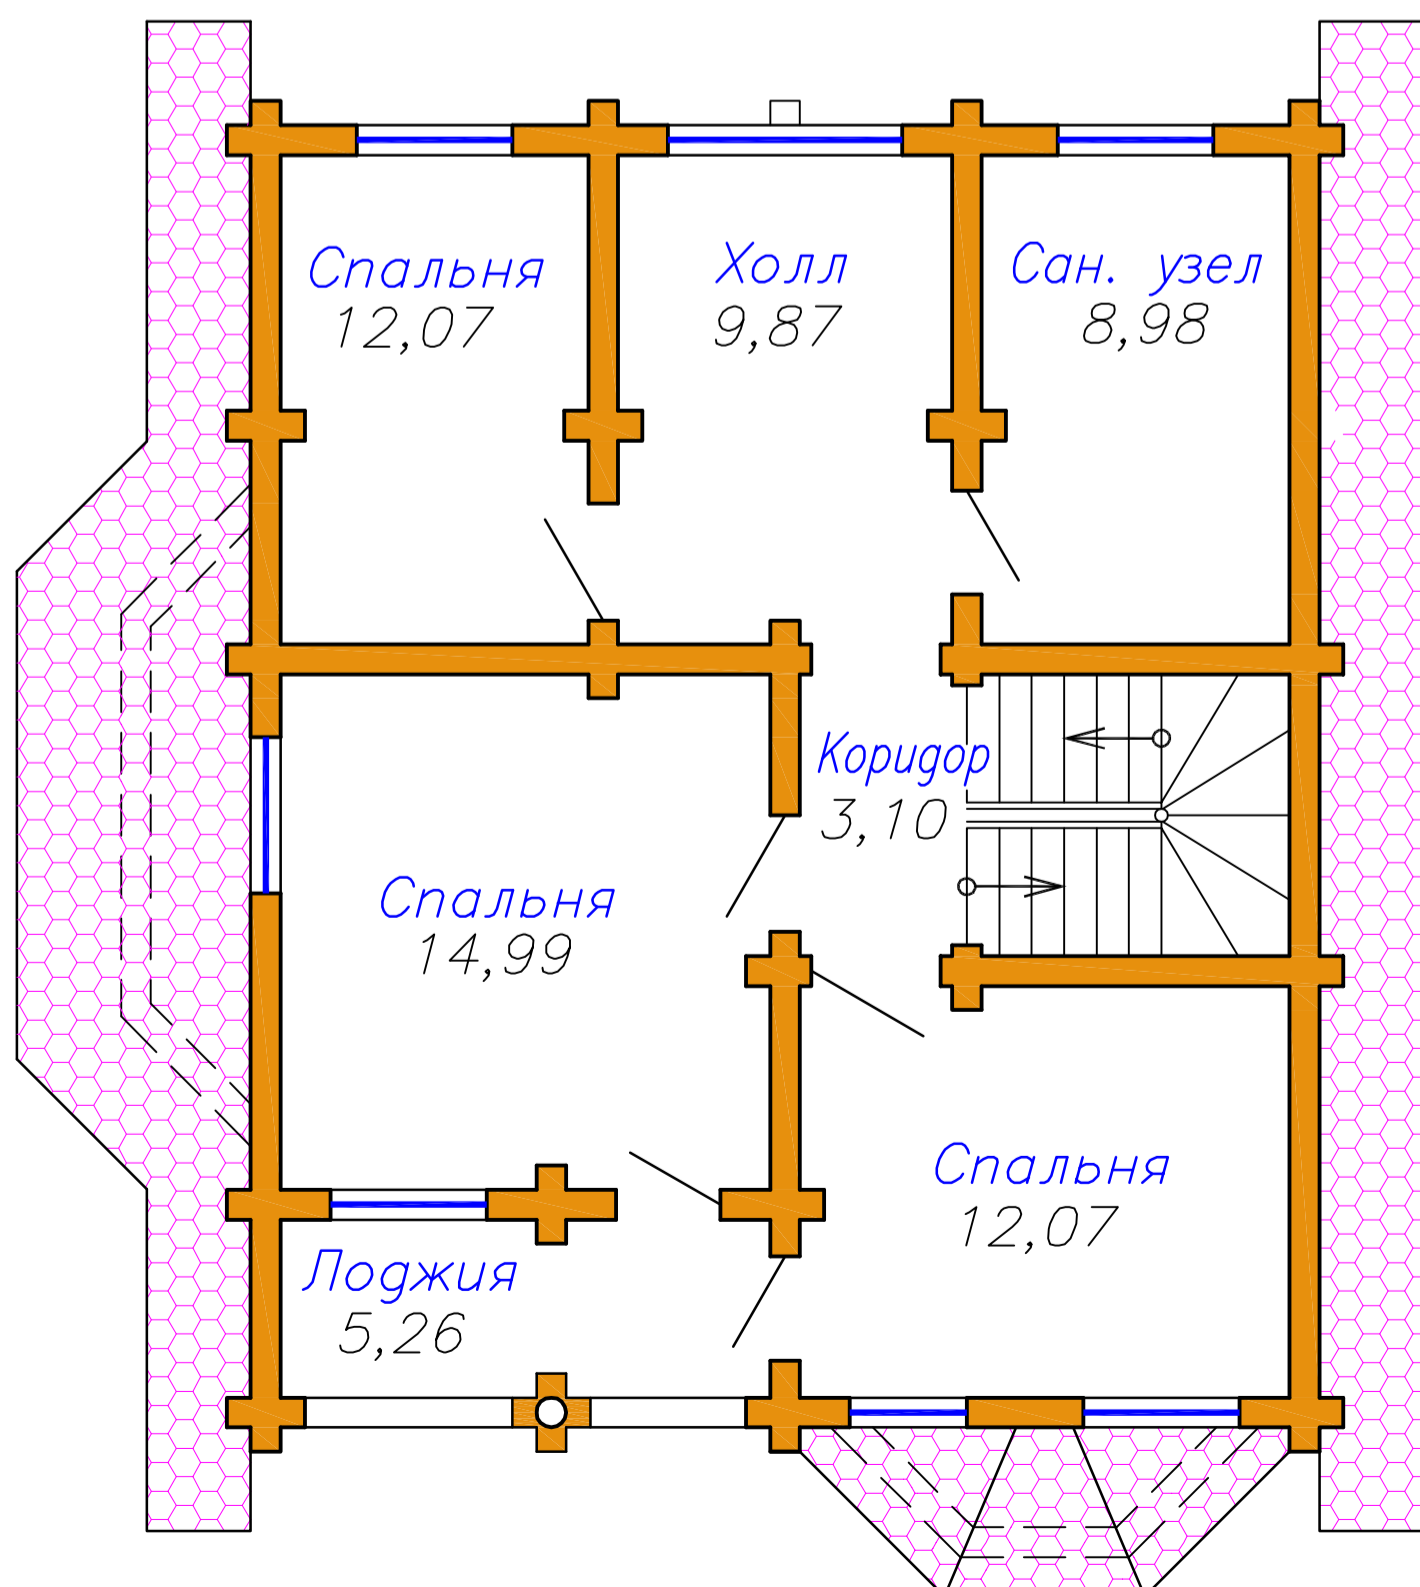 Спальня
12,07
Холл
9,87
Сан. узел
8,98
Коридор
3,10
Спальня
14,99
Спальня
12,07
Лоджия
5,26